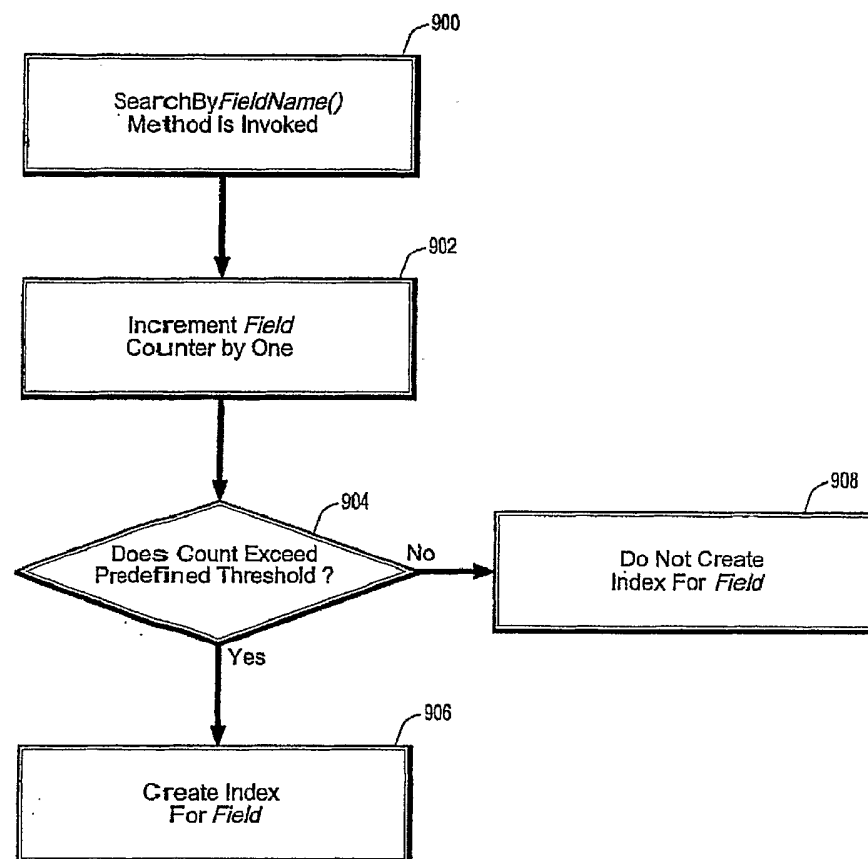 900
SearchByFieldName()
Method is Invoked
902
Increment Field
Counter by One
904
Does Count Exceed
Predefined Threshold ?
No
908
Do Not Create
Index For Field
Yes
906
Create Index
For Field